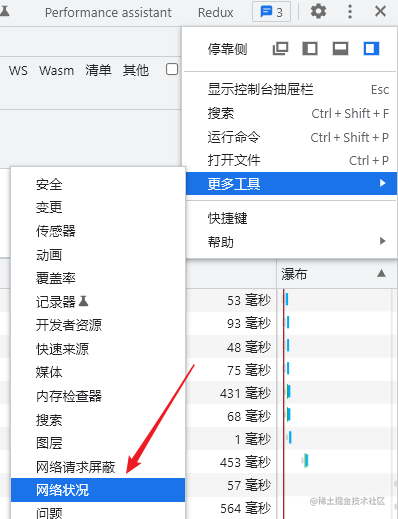 Performance assistant Redux 3
停靠侧
WS Wasm 清单 其他
显示控制台抽屉栏 Esc
搜索 Ctrl + Shift + F
运行命令 Ctrl + Shift + P
打开文件 Ctrl + P
更多工具
快捷键
帮助
安全
变更
传感器
动画
覆盖率
记录器
开发者资源
快速来源
媒体
内存检查器
搜索
图层
网络请求屏蔽
网络状况
问题
瀑布
53 毫秒
93 毫秒
48 毫秒
75 毫秒
431 毫秒
68 毫秒
1 毫秒
453 毫秒
57 毫秒
564 毫秒
@稀土掘金技术社区